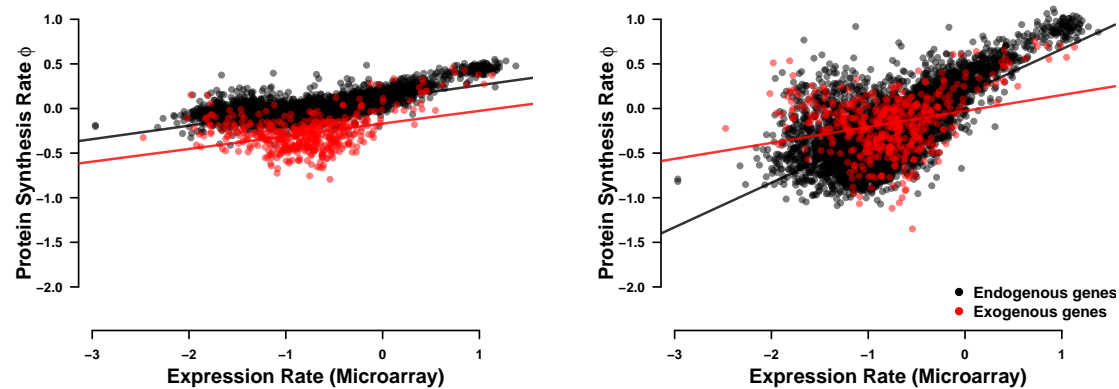 1.0
0.5
0.0
−0.5
−1.0
−1.5
−2.0
Protein Synthesis Rate ϕ
−3 −2 −1 0 1
Expression Rate (Microarray)
1.0
0.5
0.0
−0.5
−1.0
−1.5
−2.0
Protein Synthesis Rate ϕ
Endogenous genes
Exogenous genes
−3 −2 −1 0 1
Expression Rate (Microarray)